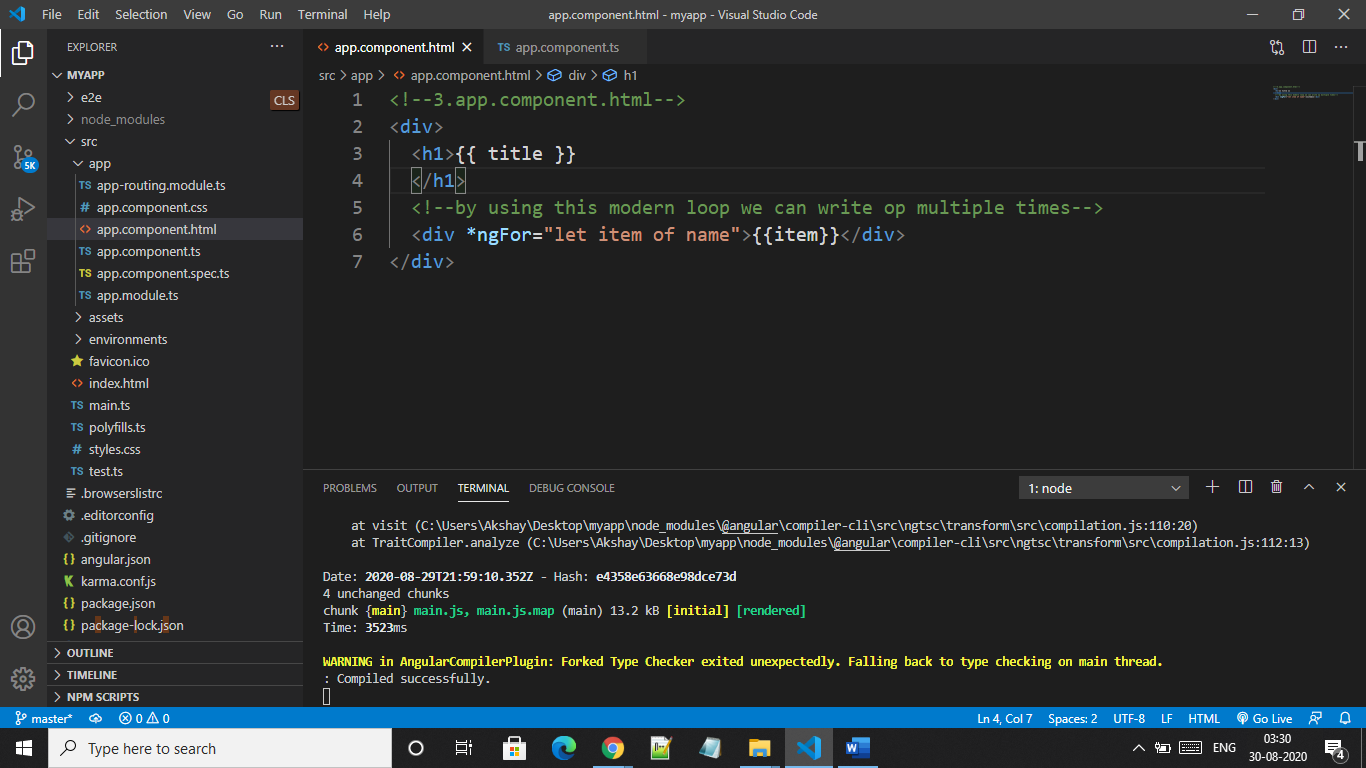 File Edit Selection View Go Run Terminal Help
app.component.html - myapp - Visual Studio Code
EXPLORER
MYAPP
e2e
CLS
node_modules
src
app
TS app-routing.module.ts
# app.component.css
<> app.component.html
TS app.component.ts
TS app.component.spec.ts
TS app.module.ts
assets
environments
favicon.ico
<> index.html
TS main.ts
TS polyfills.ts
# styles.css
TS test.ts
.browserslistrc
.editorconfig
.gitignore
{} angular.json
karma.conf.js
{} package.json
{} package-lock.json
OUTLINE
TIMELINE
NPM SCRIPTS
5K
<> app.component.html
TS app.component.ts
src > app > <> app.component.html > div > h1
1 <!--3.app.component.html-->
2 <div>
3 <h1>{{ title }}
4 </h1>
5 <!--by using this modern loop we can write op multiple times-->
6 <div *ngFor="let item of name">{{item}}</div>
7 </div>
PROBLEMS OUTPUT TERMINAL DEBUG CONSOLE
1: node
at visit (C:\Users\Akshay\Desktop\myapp\node_modules\@angular\compiler-cli\src\ngtsc\transform\src\compilation.js:110:20)
at TraitCompiler.analyze (C:\Users\Akshay\Desktop\myapp\node_modules\@angular\compiler-cli\src\ngtsc\transform\src\compilation.js:112:13)
Date: 2020-08-29T21:59:10.352Z - Hash: e4358e63668e98dce73d
4 unchanged chunks
chunk {main} main.js, main.js.map (main) 13.2 kB [initial] [rendered]
Time: 3523ms
WARNING in AngularCompilerPlugin: Forked Type Checker exited unexpectedly. Falling back to type checking on main thread.
: Compiled successfully.
master* 0 0
Ln 4, Col 7 Spaces: 2 UTF-8 LF HTML Go Live
Type here to search
W
ENG
03:30
30-08-2020
4